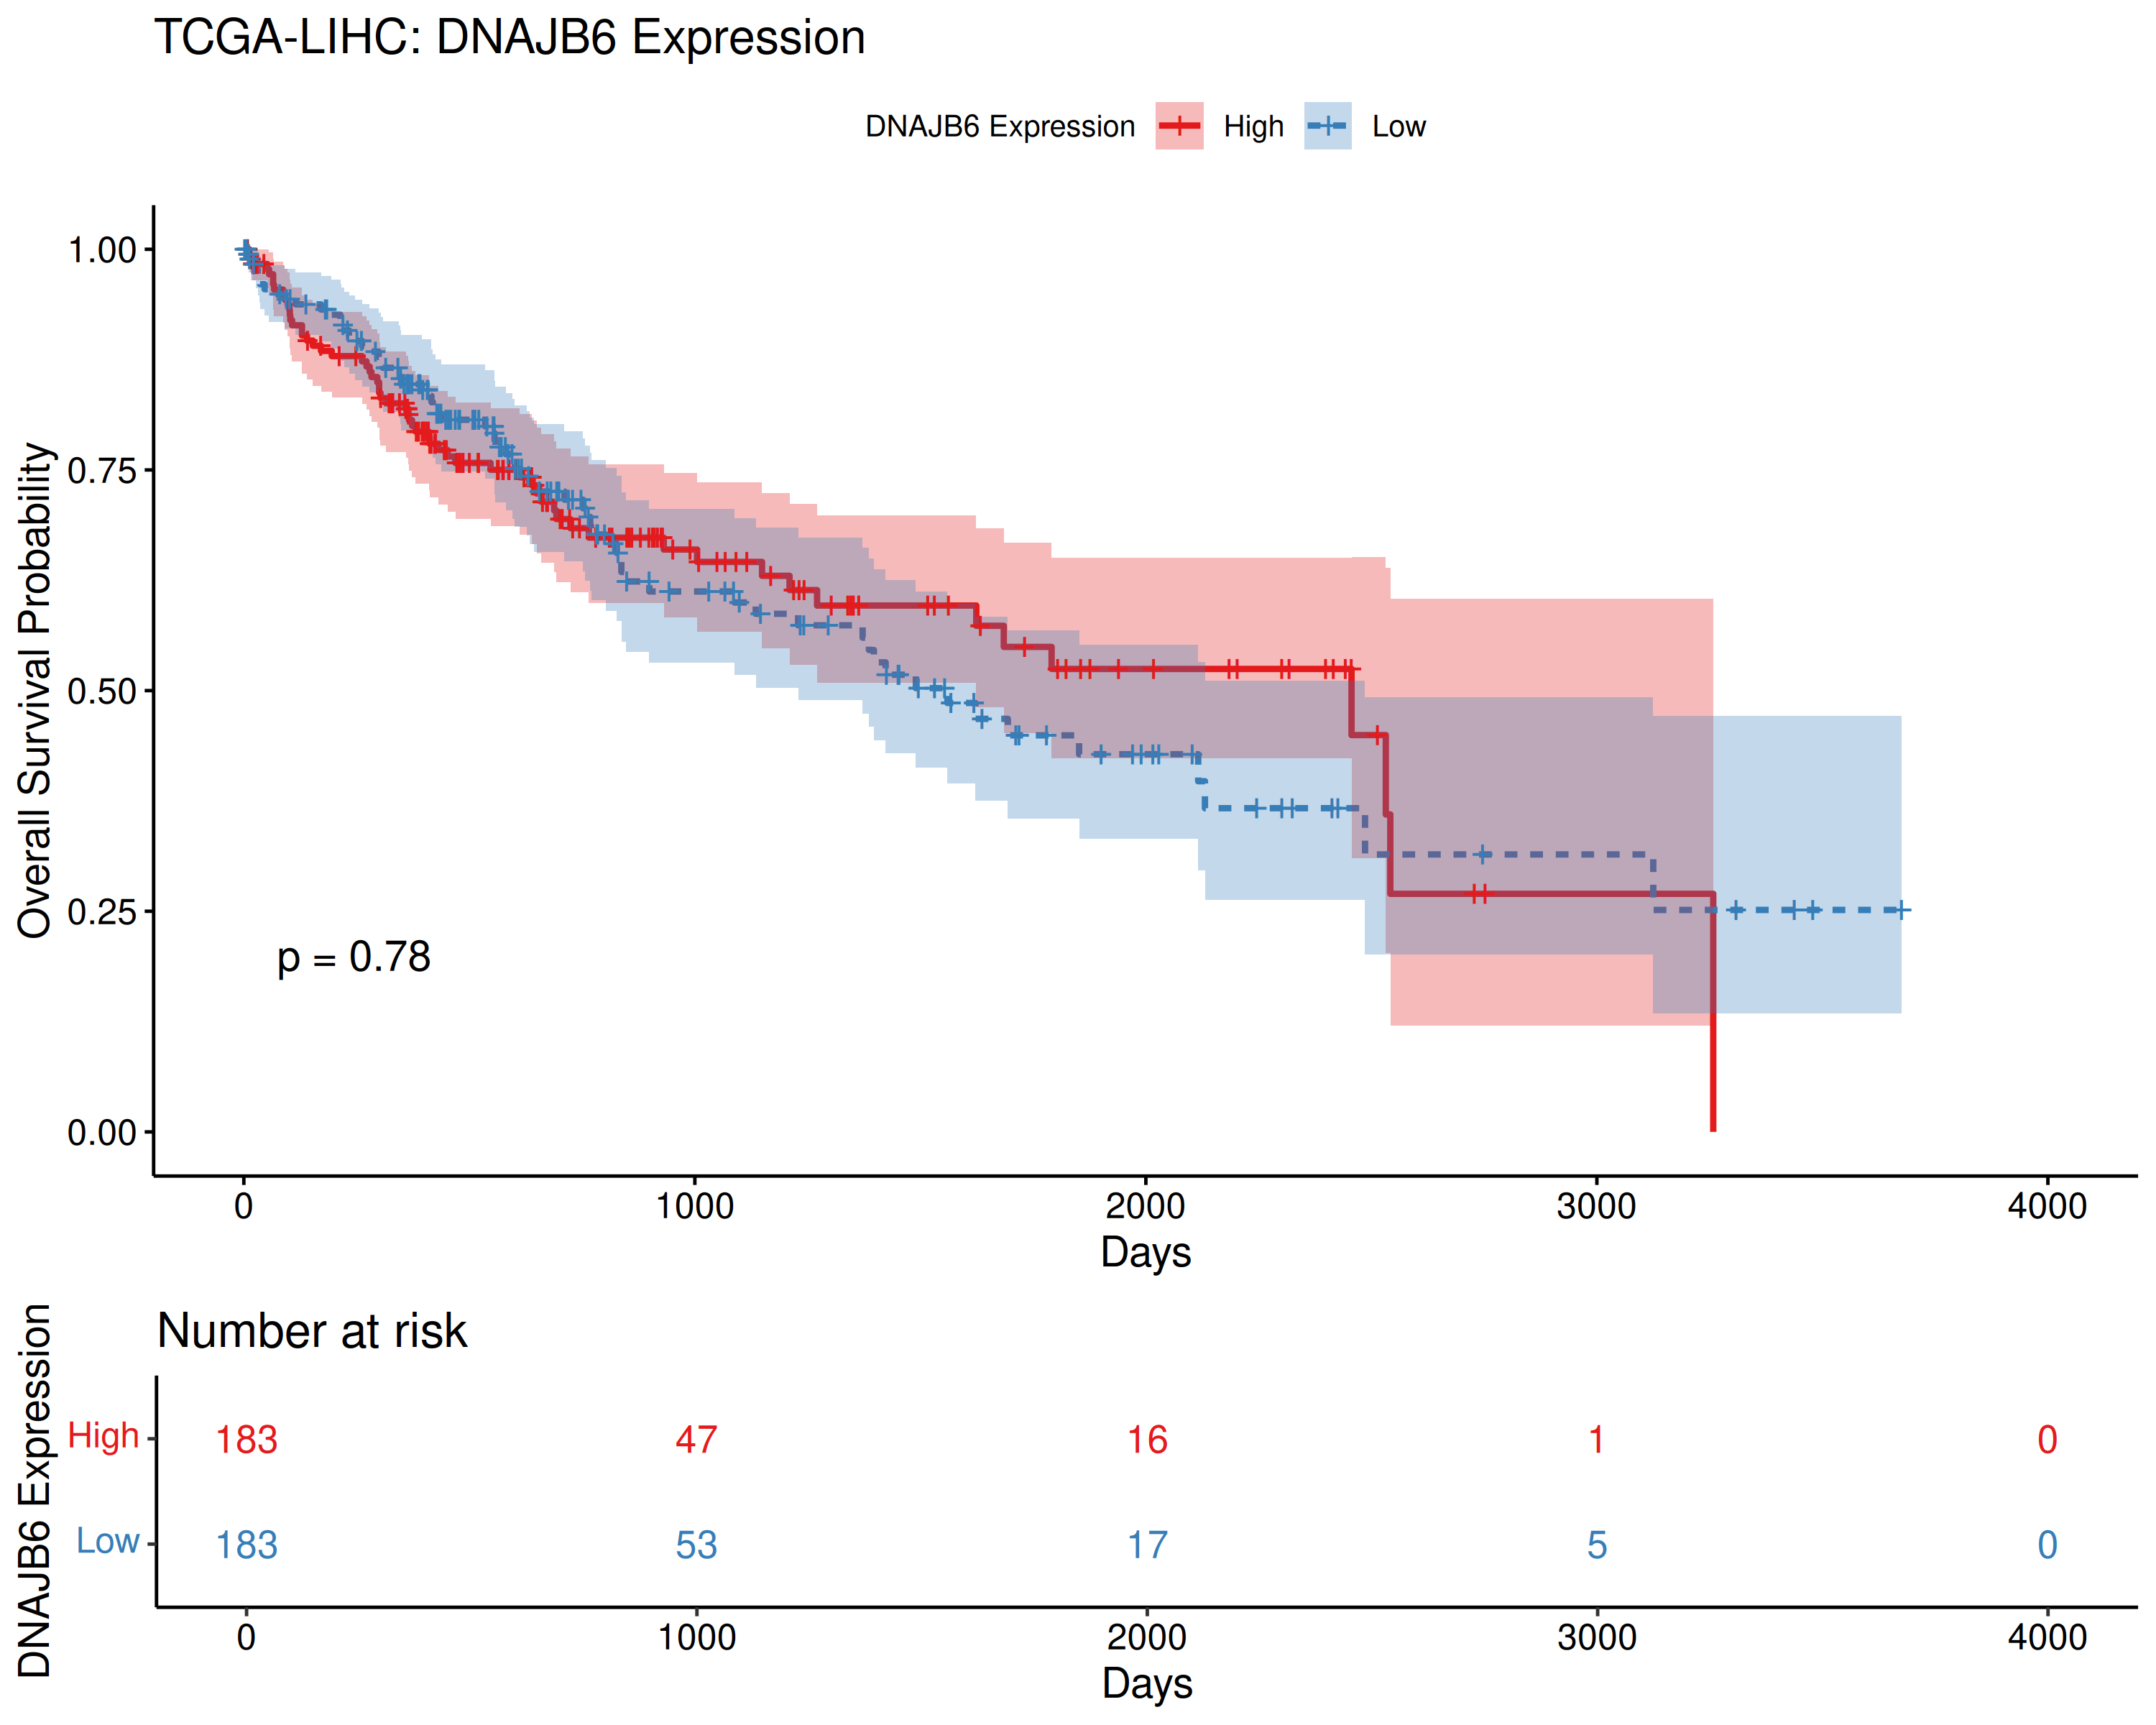 TCGA-LIHC: DNAJB6 Expression
DNAJB6 Expression High Low
Overall Survival Probability
1.00
0.75
0.50
0.25
0.00
p = 0.78
0 1000 2000 3000 4000
Days
Number at risk
DNAJB6 Expression
High 183 47 16 1 0
Low 183 53 17 5 0
0 1000 2000 3000 4000
Days